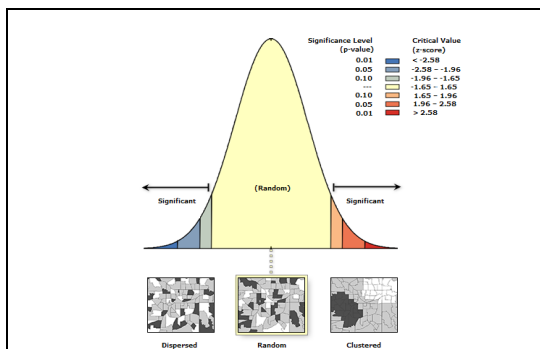 Significance Level Critical Value
(p-value) (z-score)
0.01 < -2.58
0.05 -2.58 - -1.96
0.10 -1.96 - -1.65
--- -1.65 - 1.65
0.10 1.65 - 1.96
0.05 1.96 - 2.58
0.01 > 2.58
(Random)
Significant Significant
Dispersed Random Clustered